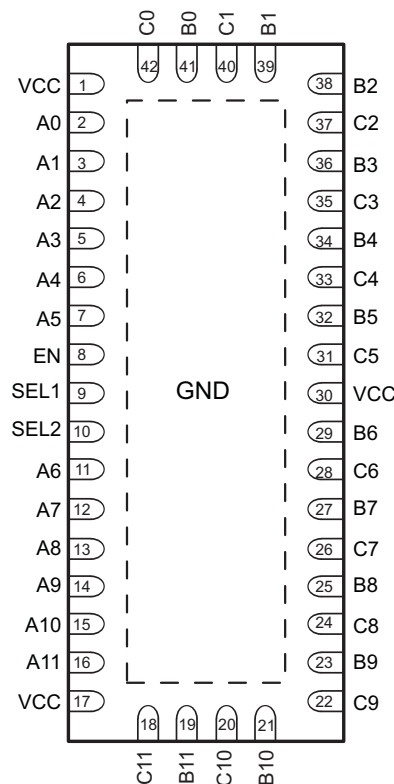 C0 B0 C1 B1
42 41 40 39
VCC 1 38 B2
A0 2 37 C2
A1 3 36 B3
A2 4 35 C3
A3 5 34 B4
A4 6 33 C4
A5 7 32 B5
EN 8 31 C5
SEL1 9 GND 30 VCC
SEL2 10 29 B6
A6 11 28 C6
A7 12 27 B7
A8 13 26 C7
A9 14 25 B8
A10 15 24 C8
A11 16 23 B9
VCC 17 22 C9
18 19 20 21
C11 B11 C10 B10